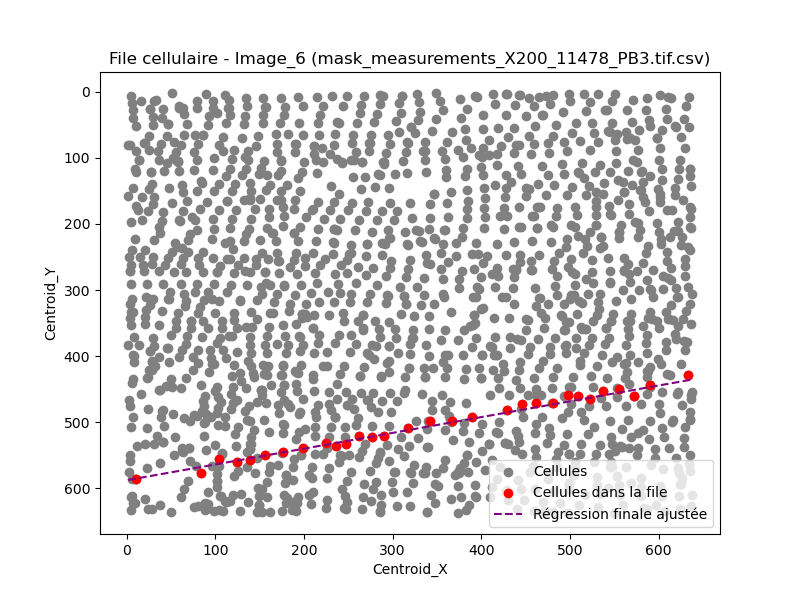 File cellulaire - Image_6 (mask_measurements_X200_11478_PB3.tif.csv)
0
100
200
300
400
500
600
Centroid_Y
Cellules
Cellules dans la file
Régression finale ajustée
0 100 200 300 400 500 600
Centroid_X